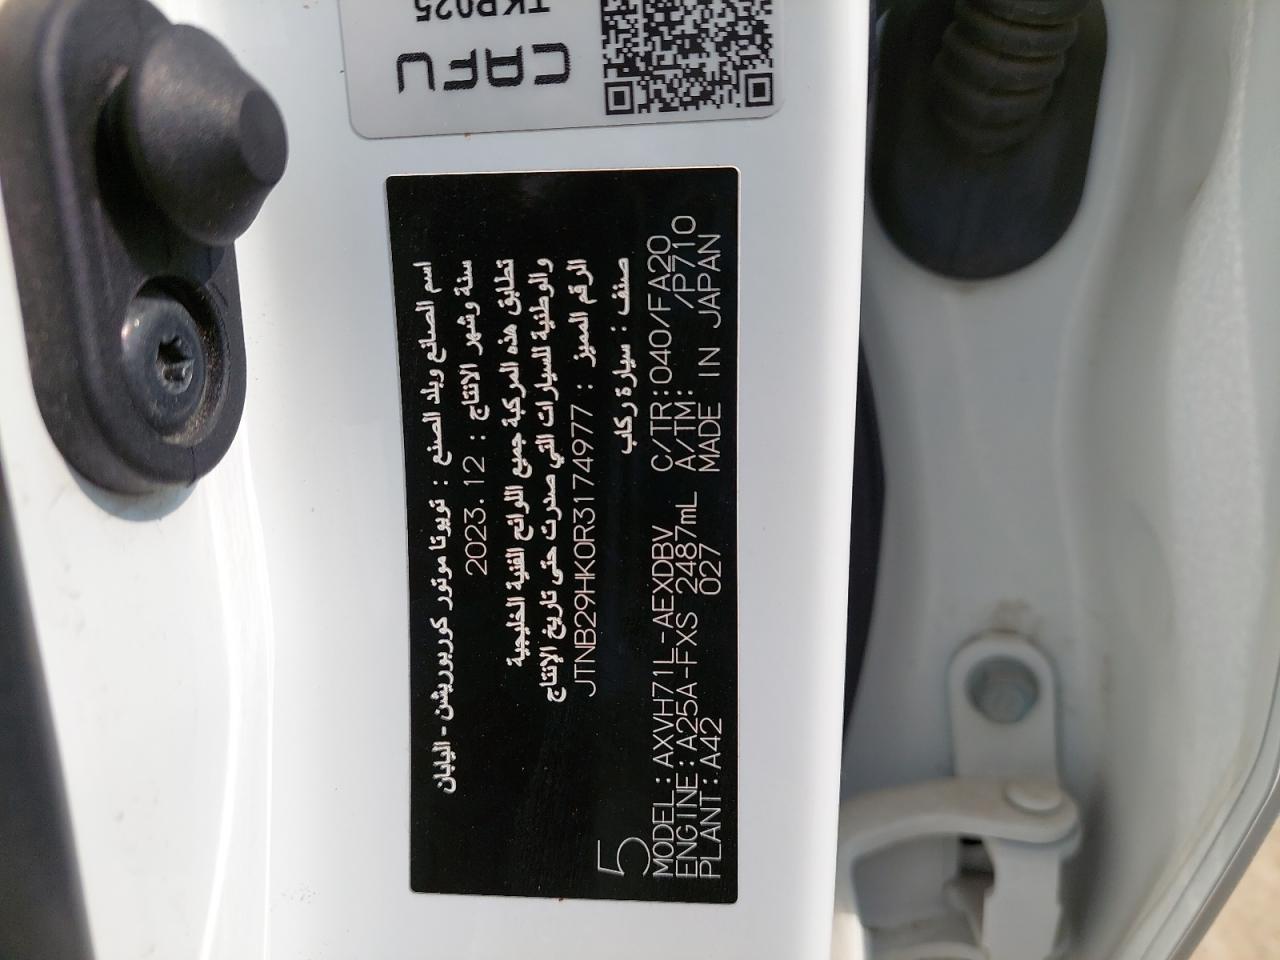 CAFU
TKP025
اسم الصانع وبلد الصنع : تويوتا موتور كوربوريشن - اليابان
سنة وشهر الانتاج : 2023.12
تطابق هذه المركبة جميع اللوائح الفنية الخليجية
والوطنية للسيارات التي صدرت حتى تاريخ الإنتاج
الرقم المميز : JTNB29HK0R3174977
صنف : سيارة ركاب
5
MODEL:AXVH71L-AEXDBV C/TR:040/FA20
ENGINE:A25A-FXS 2487mL A/TM: /P710
PLANT:A42 027 MADE IN JAPAN